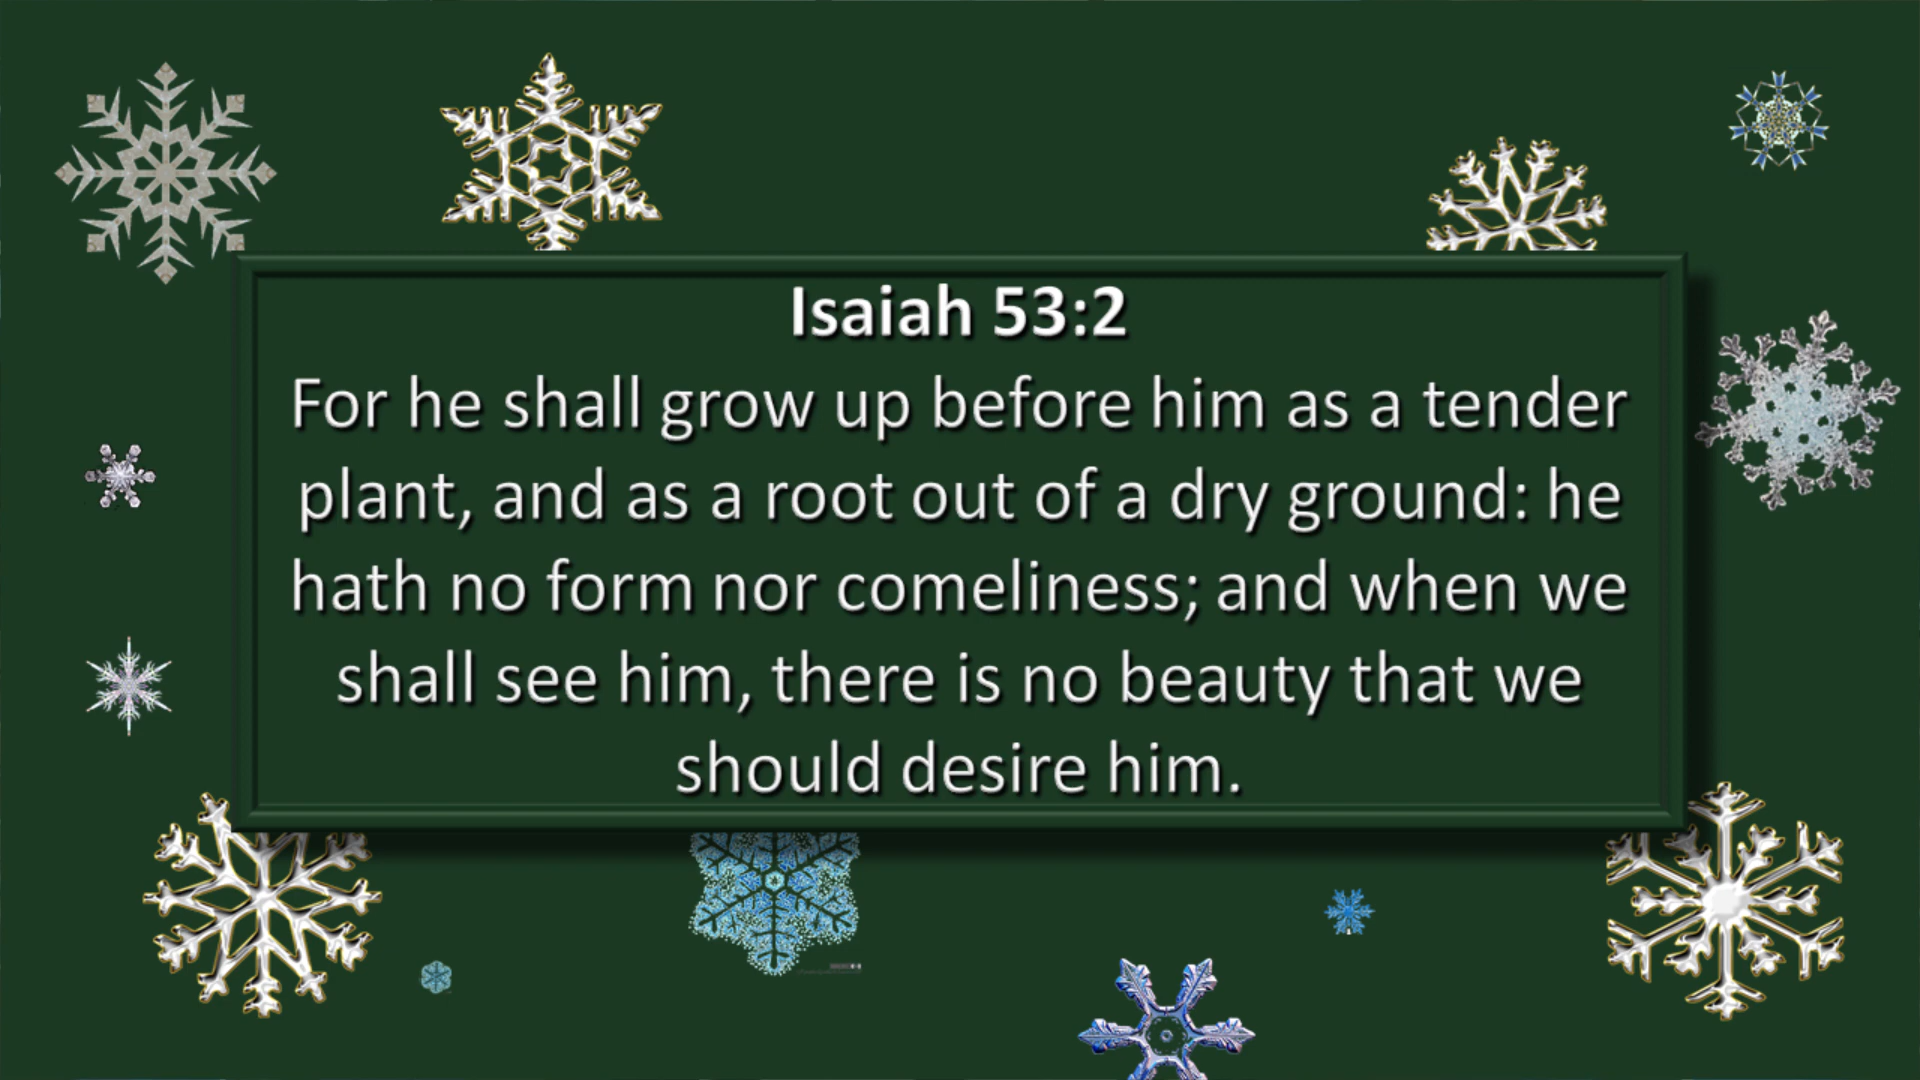 Isaiah 53:2
For he shall grow up before him as a tender
plant, and as a root out of a dry ground: he
hath no form nor comeliness; and when we
shall see him, there is no beauty that we
should desire him.